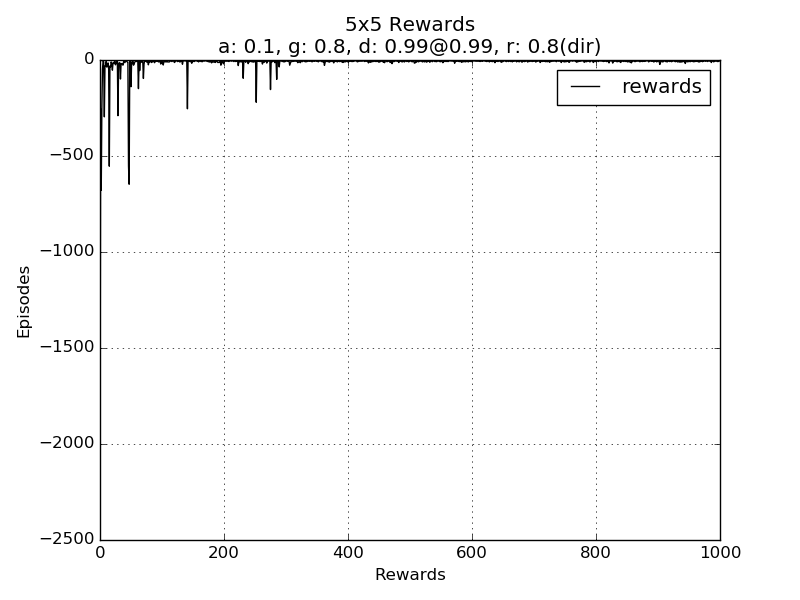 5x5 Rewards
a: 0.1, g: 0.8, d: 0.99@0.99, r: 0.8(dir)
rewards
0
−500
−1000
−1500
−2000
−2500
Episodes
0 200 400 600 800 1000
Rewards